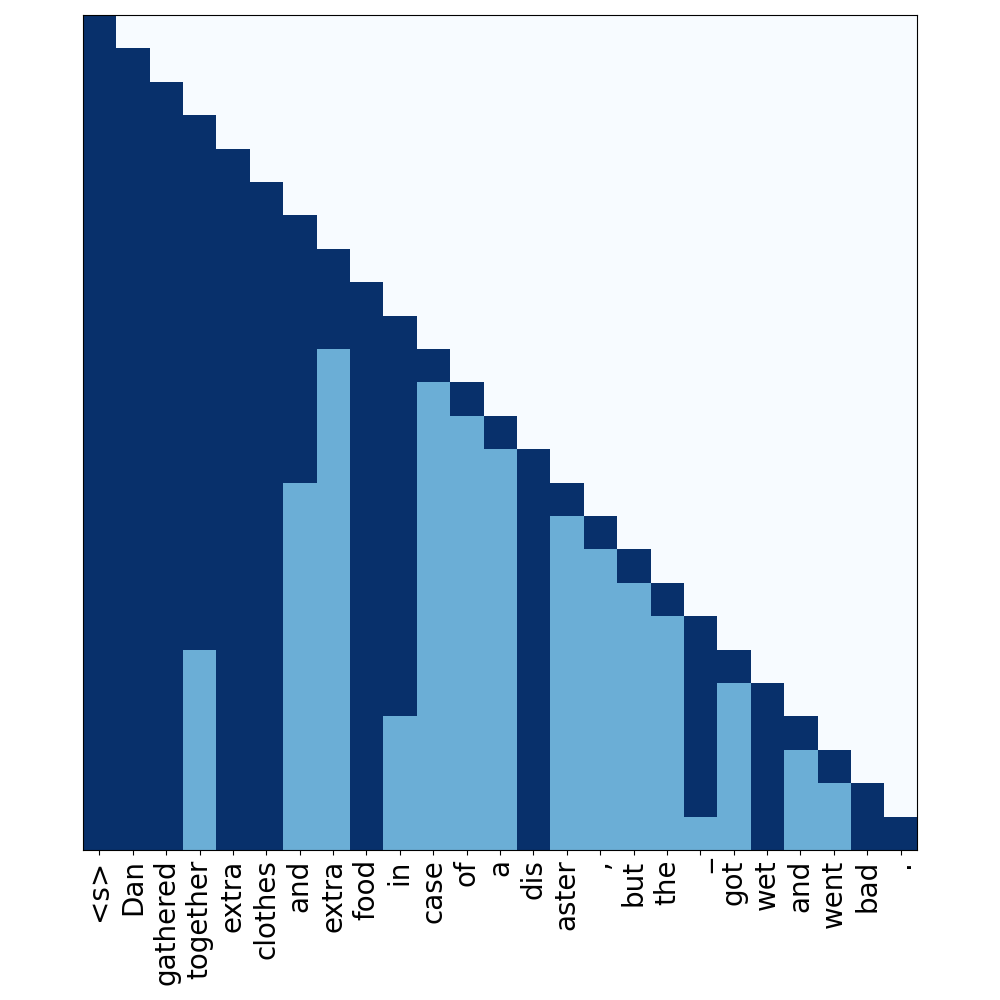 <s> Dan gathered together extra clothes and extra food in case of a dis aster , but the _ got wet and went bad .